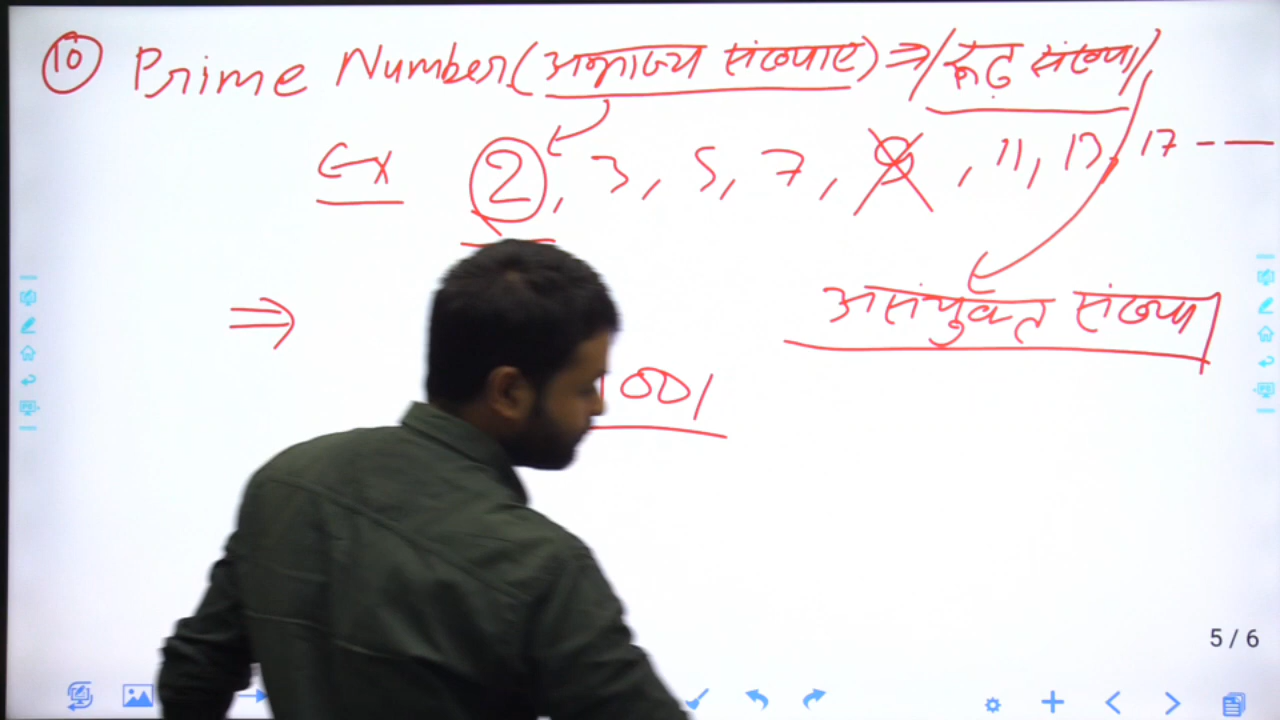 10 Prime Number (अभाज्य संख्याए) ⇒ / रूढ़ संख्या /
Ex 2, 3, 5, 7, 9, 11, 13, 17 - - -
असंयुक्त संख्या
⇒
1001
5 / 6